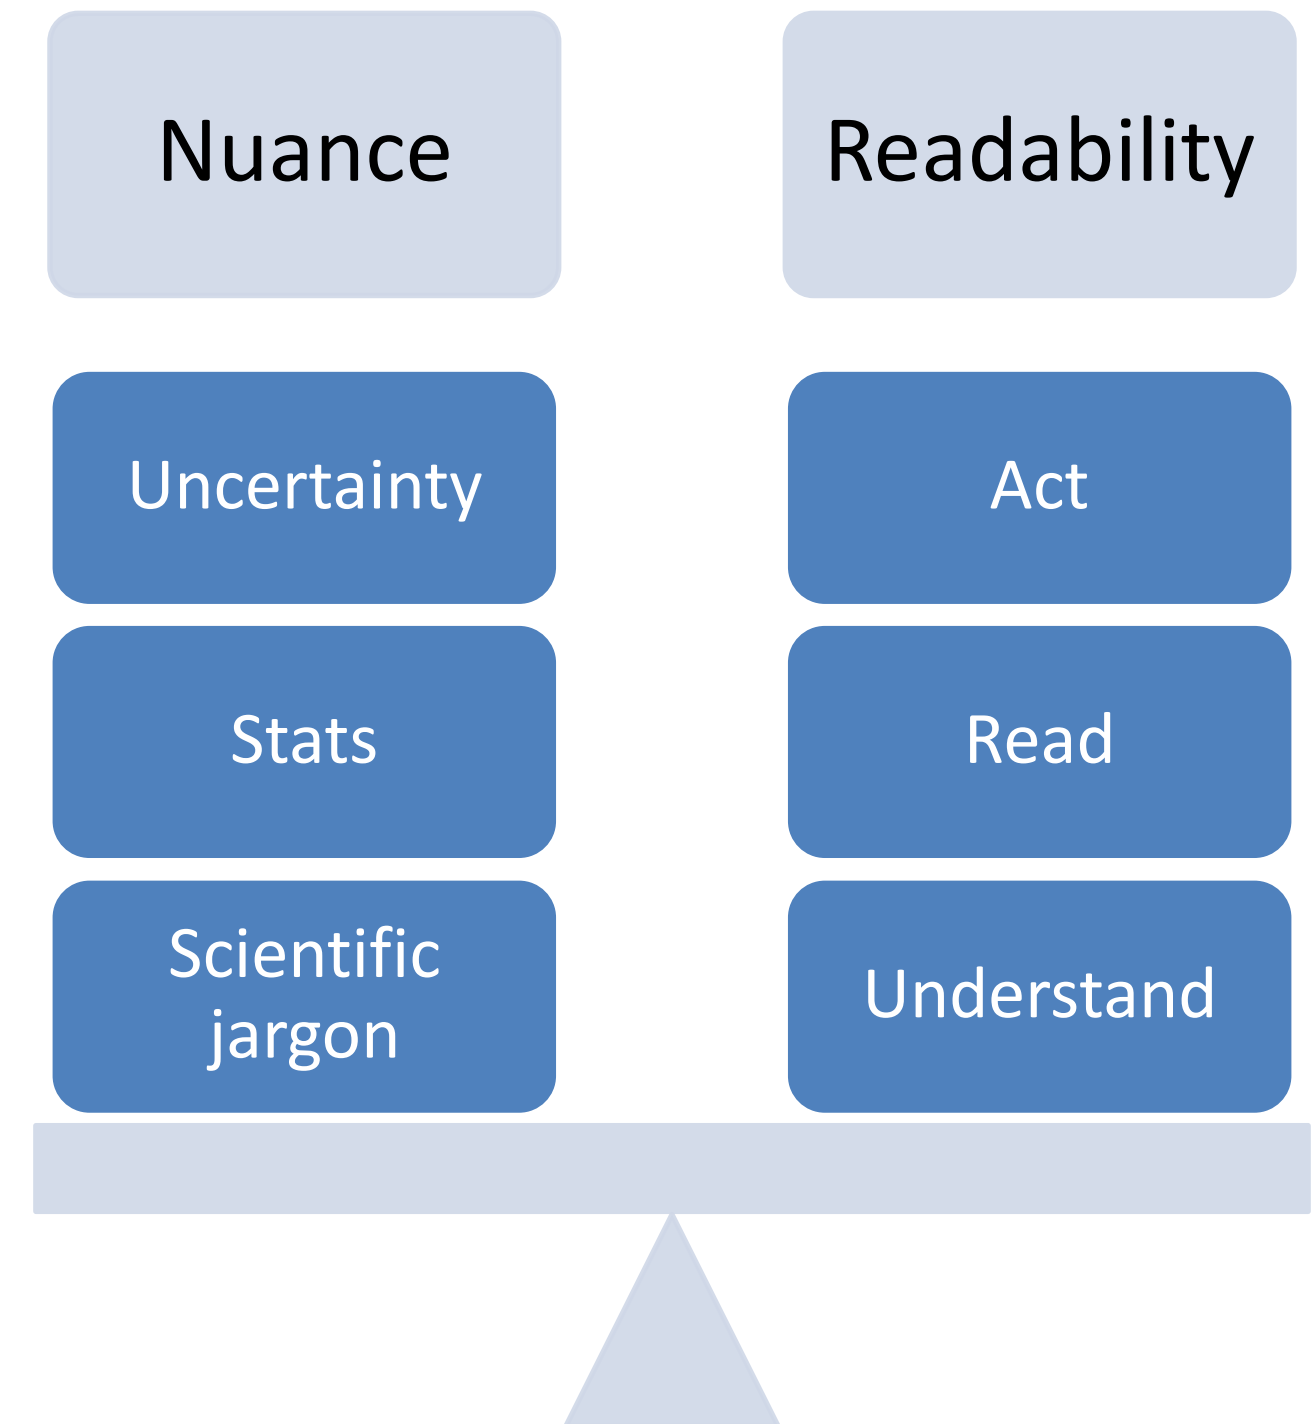 Nuance
Readability
Uncertainty
Act
Stats
Read
Scientific
jargon
Understand